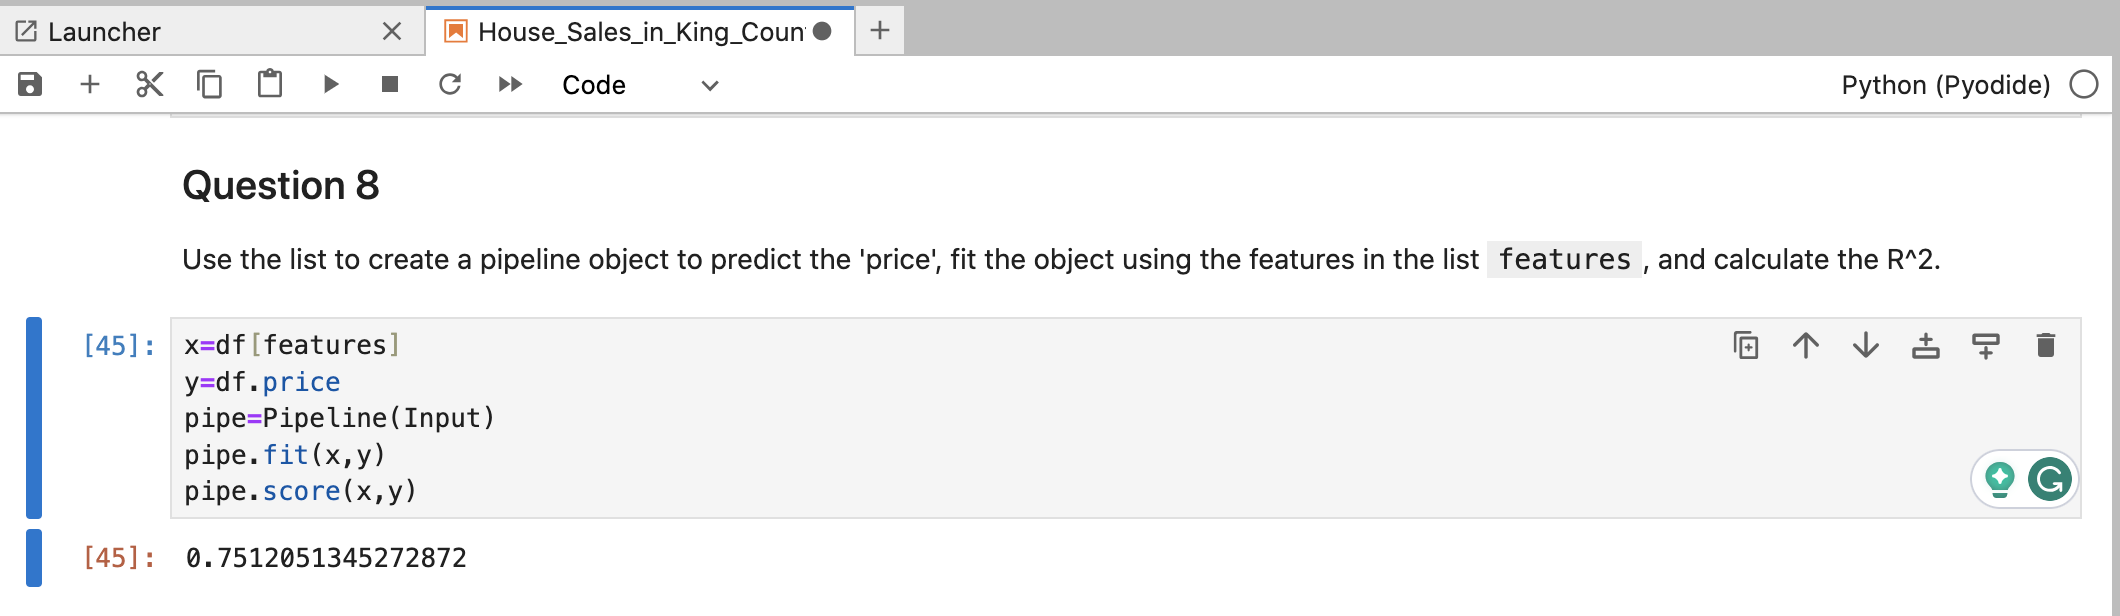 Launcher
House_Sales_in_King_Coun
Code
Python (Pyodide)
Question 8
Use the list to create a pipeline object to predict the 'price', fit the object using the features in the list features, and calculate the R^2.
[45]:
x=df[features]
y=df.price
pipe=Pipeline(Input)
pipe.fit(x,y)
pipe.score(x,y)
[45]:
0.7512051345272872